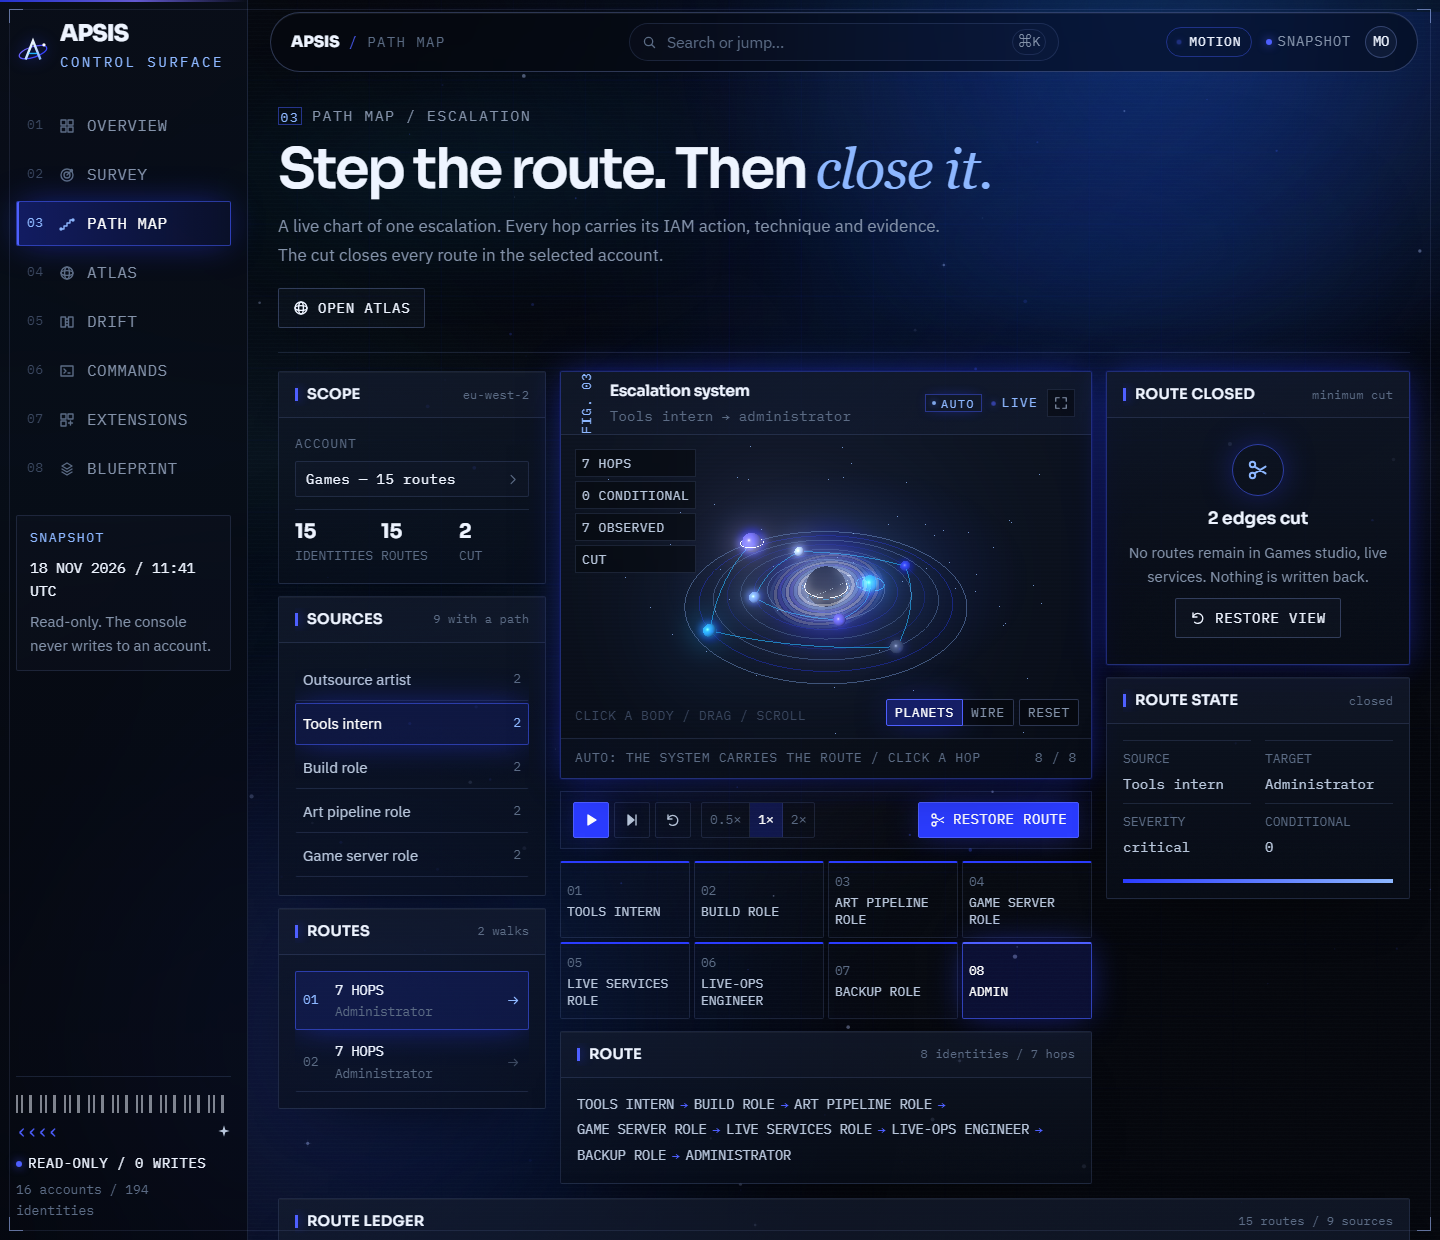 APSIS
CONTROL SURFACE
01 OVERVIEW
02 SURVEY
03 PATH MAP
04 ATLAS
05 DRIFT
06 COMMANDS
07 EXTENSIONS
08 BLUEPRINT
SNAPSHOT
18 NOV 2026 / 11:41
UTC
Read-only. The console
never writes to an account.
READ-ONLY / 0 WRITES
16 accounts / 194
identities
APSIS / PATH MAP
Search or jump...
⌘K
MOTION
SNAPSHOT
MO
03 PATH MAP / ESCALATION
Step the route. Then close it.
A live chart of one escalation. Every hop carries its IAM action, technique and evidence.
The cut closes every route in the selected account.
OPEN ATLAS
SCOPE
eu-west-2
ACCOUNT
Games — 15 routes
15 15 2
IDENTITIES ROUTES CUT
SOURCES
9 with a path
Outsource artist 2
Tools intern 2
Build role 2
Art pipeline role 2
Game server role 2
ROUTES
2 walks
01 7 HOPS →
Administrator
02 7 HOPS →
Administrator
FIG. 03
Escalation system
Tools intern → administrator
AUTO
LIVE
7 HOPS
0 CONDITIONAL
7 OBSERVED
CUT
CLICK A BODY / DRAG / SCROLL
PLANETS WIRE RESET
AUTO: THE SYSTEM CARRIES THE ROUTE / CLICK A HOP 8 / 8
0.5× 1× 2×
RESTORE ROUTE
01
TOOLS INTERN
02
BUILD ROLE
03
ART PIPELINE
ROLE
04
GAME SERVER
ROLE
05
LIVE SERVICES
ROLE
06
LIVE-OPS
ENGINEER
07
BACKUP ROLE
08
ADMIN
ROUTE
8 identities / 7 hops
TOOLS INTERN → BUILD ROLE → ART PIPELINE ROLE →
GAME SERVER ROLE → LIVE SERVICES ROLE → LIVE-OPS ENGINEER →
BACKUP ROLE → ADMINISTRATOR
ROUTE CLOSED
minimum cut
2 edges cut
No routes remain in Games studio, live
services. Nothing is written back.
RESTORE VIEW
ROUTE STATE
closed
SOURCE TARGET
Tools intern Administrator
SEVERITY CONDITIONAL
critical 0
ROUTE LEDGER
15 routes / 9 sources